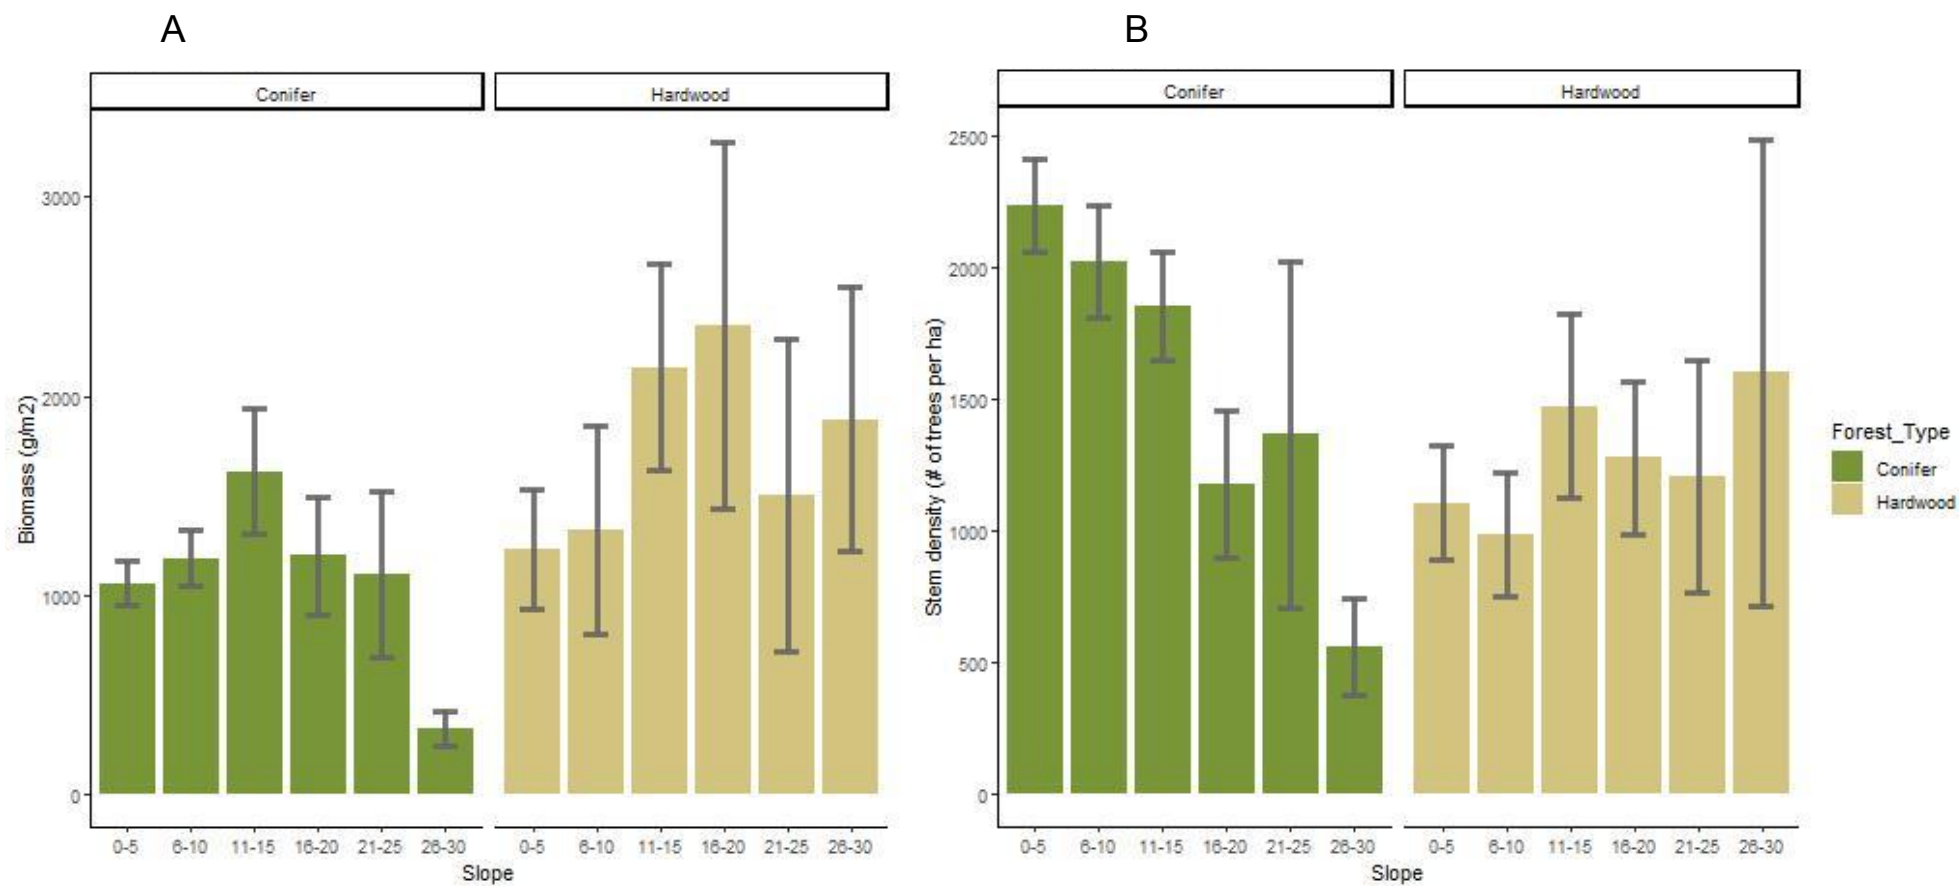 A
B
Conifer
Hardwood
Conifer
Hardwood
Biomass (g/m2)
3000
2000
1000
0
0-5 6-10 11-15 16-20 21-25 26-30
0-5 6-10 11-15 16-20 21-25 26-30
Slope
Stem density (# of trees per ha)
2500
2000
1500
1000
500
0
0-5 6-10 11-15 16-20 21-25 26-30
0-5 6-10 11-15 16-20 21-25 26-30
Slope
Forest_Type
Conifer
Hardwood